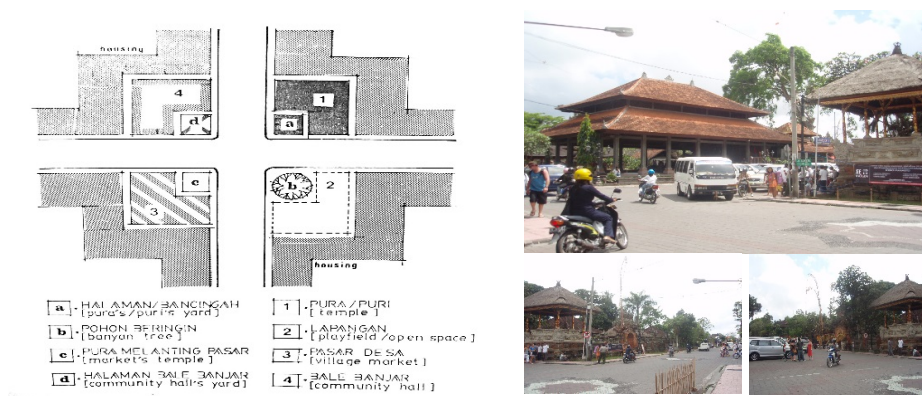 housing
4
d
1
a
c
3
b
2
housing
a • HALAMAN/BANCINGAH
[pura's/puri's yard]
b • POHON BERINGIN
[banyan tree]
c • PURA MELANTING PASAR
[market's temple]
d • HALAMAN BALE BANJAR
[community hall's yard]
1 • PURA/PURI
[temple]
2 • LAPANGAN
[playfield/open space]
3 • PASAR DESA
[village market]
4 • BALE BANJAR
[community hall]